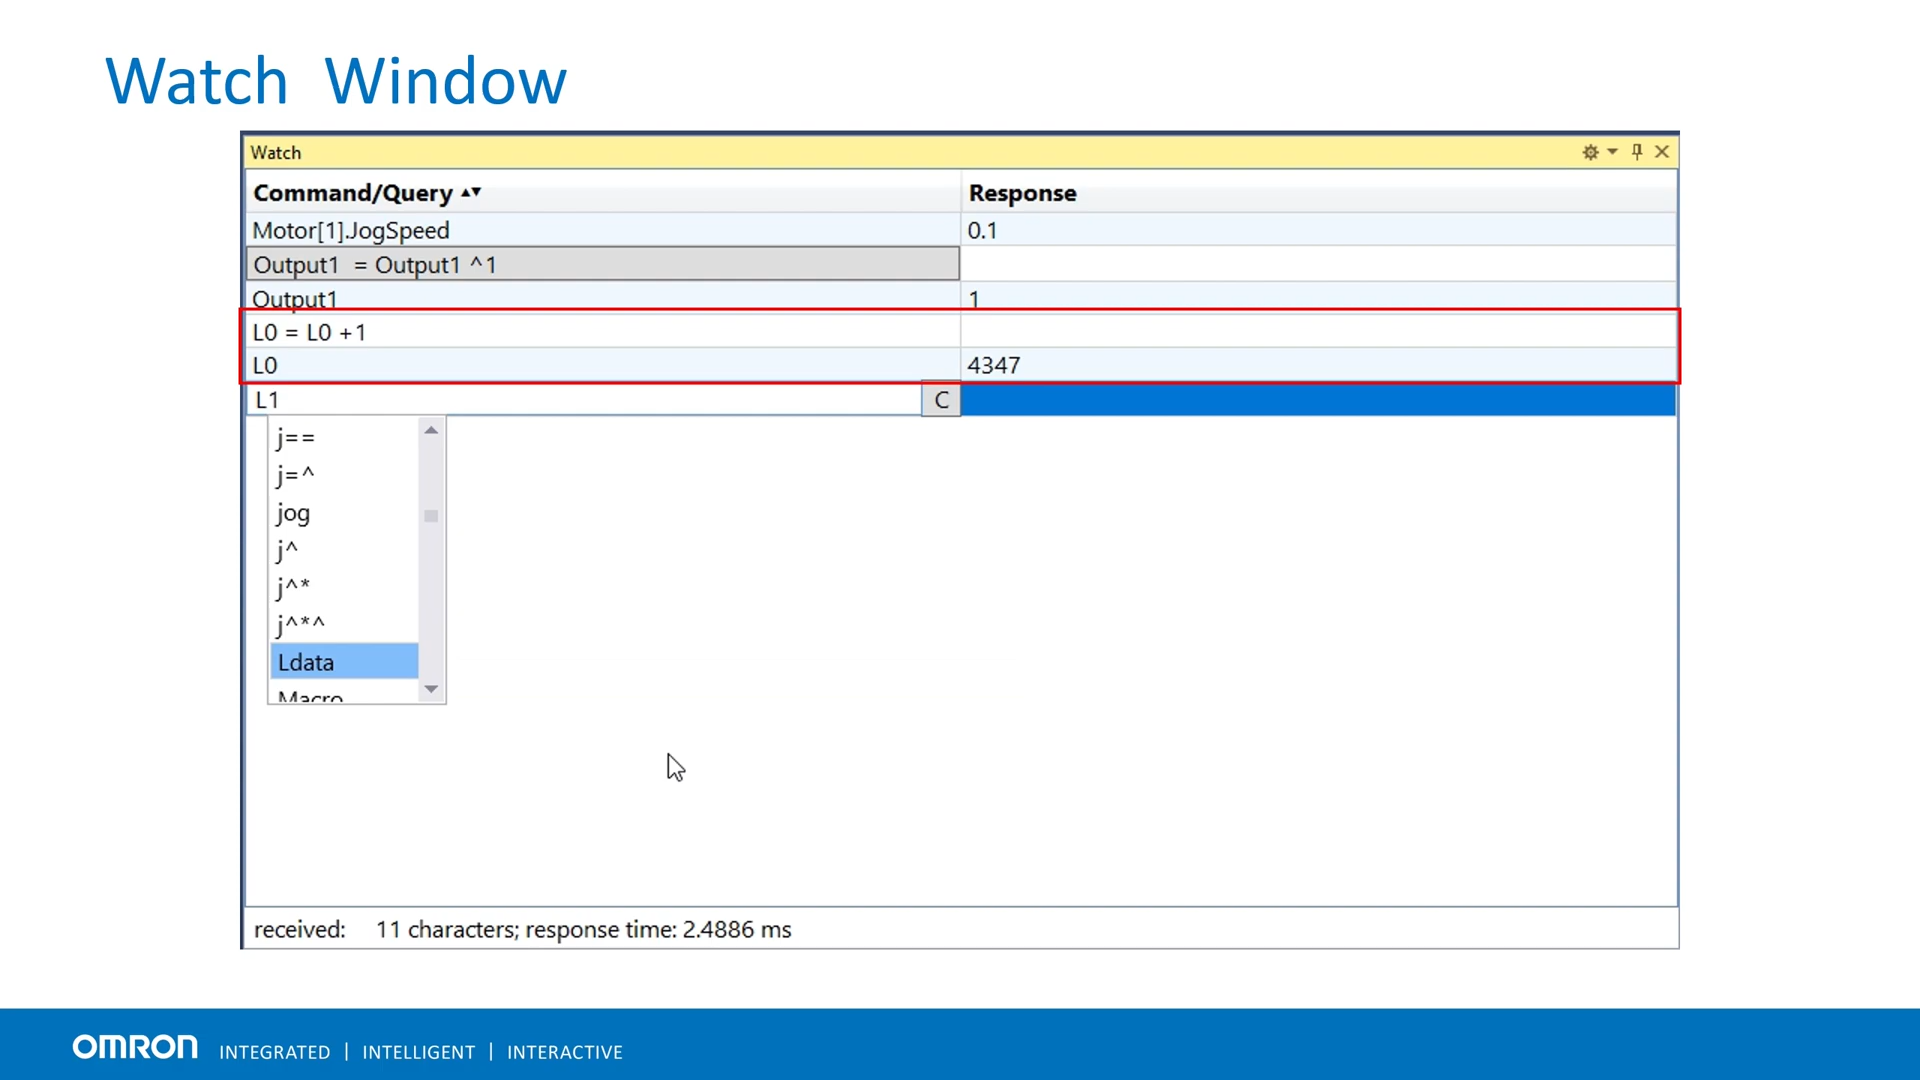 Watch Window
Watch
Command/Query Response
Motor[1].JogSpeed 0.1
Output1 = Output1 ^1
Output1 1
L0 = L0 +1
L0 4347
L1 C
j==
j=^
jog
j^
j^*
j^*^
Ldata
Macro
received: 11 characters; response time: 2.4886 ms
OMRON INTEGRATED | INTELLIGENT | INTERACTIVE